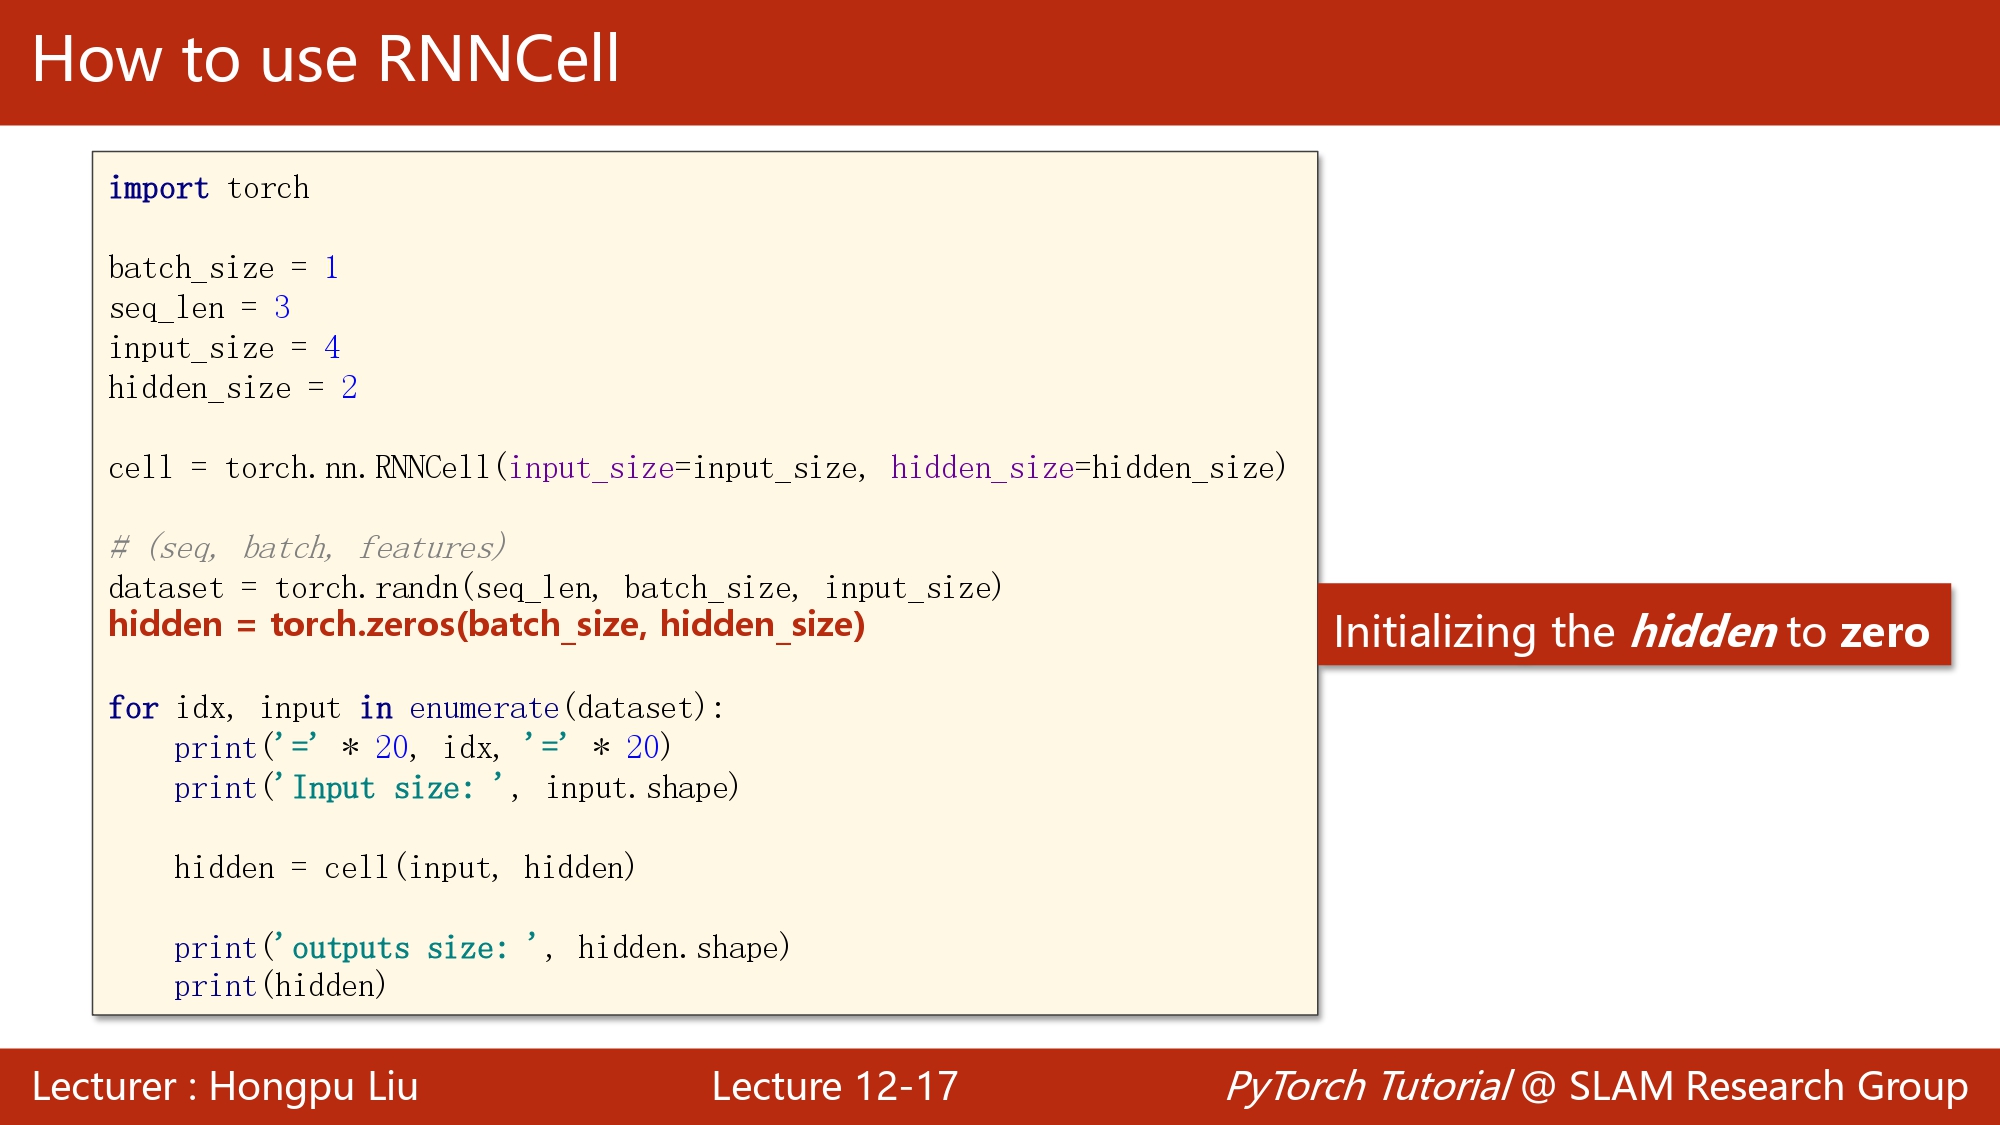 How to use RNNCell
import torch
batch_size = 1
seq_len = 3
input_size = 4
hidden_size = 2
cell = torch.nn.RNNCell(input_size=input_size, hidden_size=hidden_size)
# (seq, batch, features)
dataset = torch.randn(seq_len, batch_size, input_size)
hidden = torch.zeros(batch_size, hidden_size)
Initializing the hidden to zero
for idx, input in enumerate(dataset):
    print('=' * 20, idx, '=' * 20)
    print('Input size: ', input.shape)
    hidden = cell(input, hidden)
    print('outputs size: ', hidden.shape)
    print(hidden)
Lecturer : Hongpu Liu
Lecture 12-17
PyTorch Tutorial @ SLAM Research Group